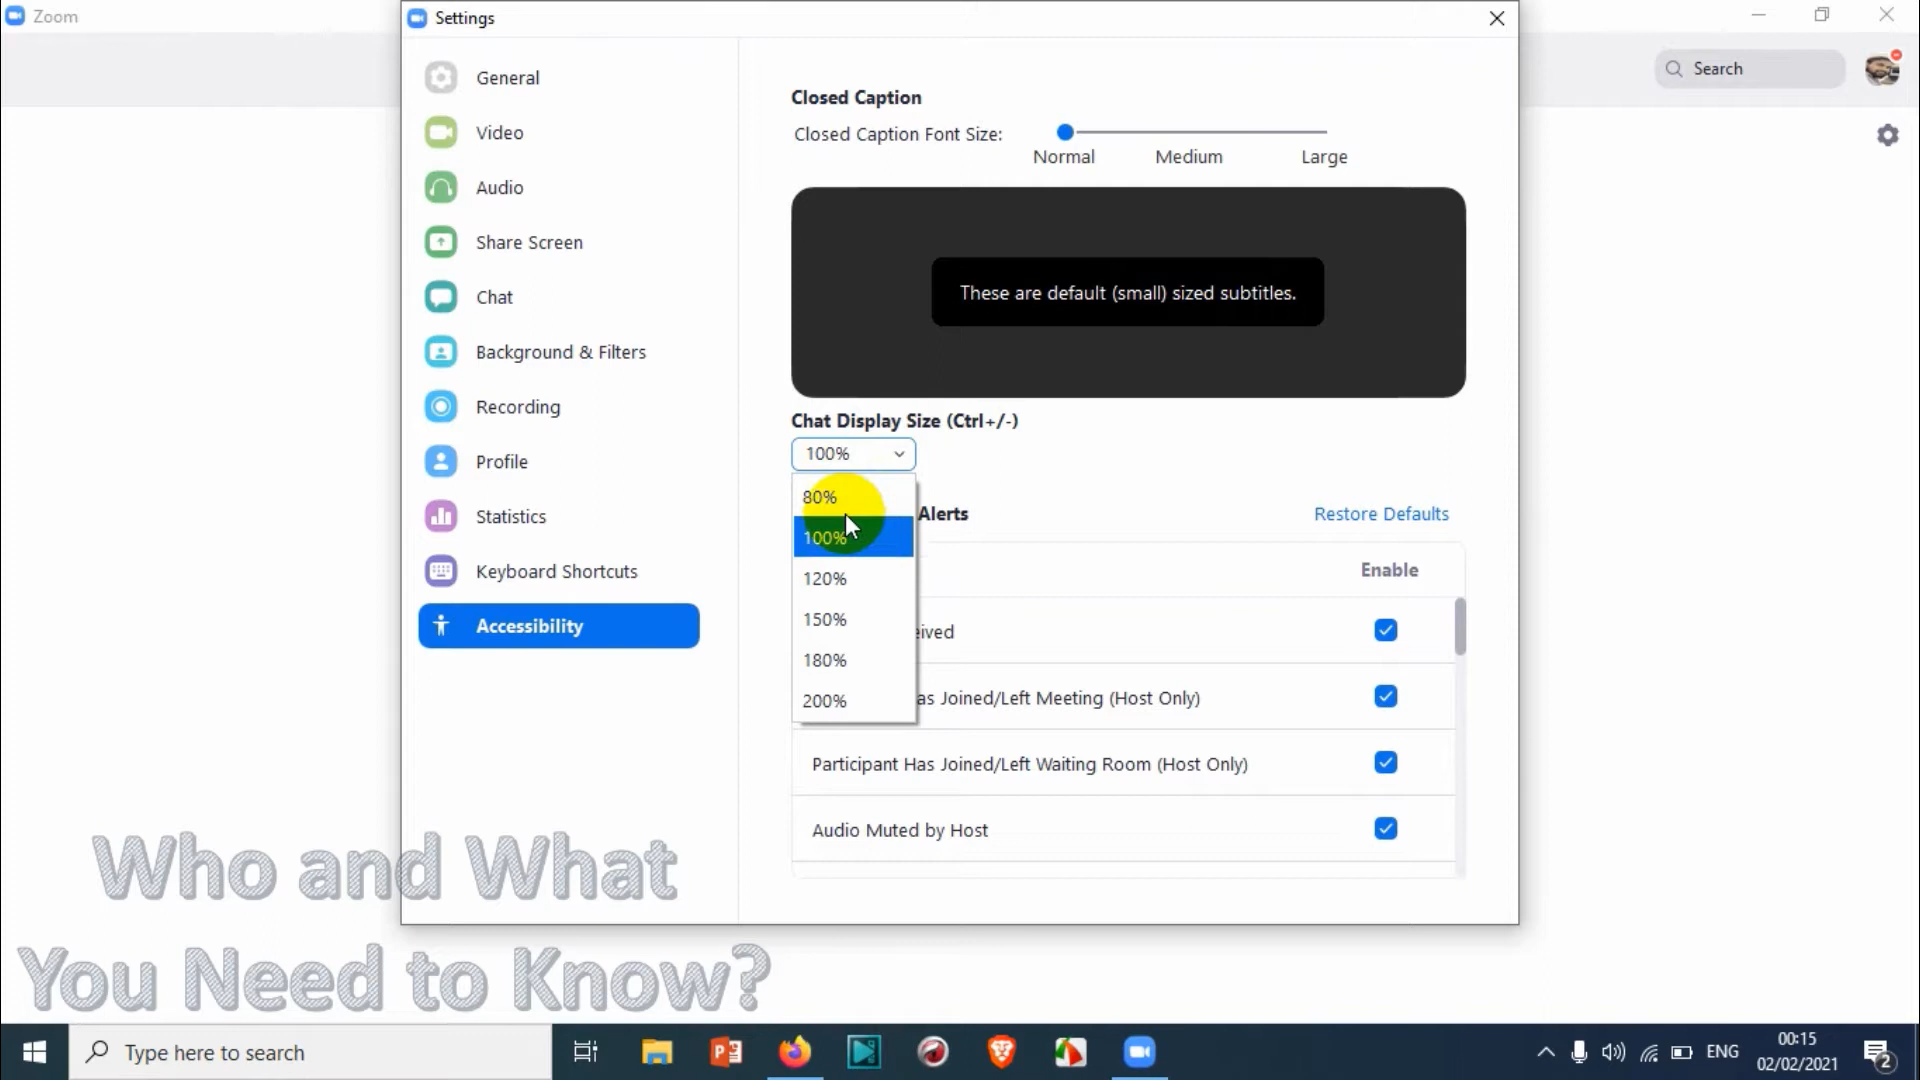 Zoom
Settings
Search
General
Video
Audio
Share Screen
Chat
Background & Filters
Recording
Profile
Statistics
Keyboard Shortcuts
Accessibility
Closed Caption
Closed Caption Font Size:
Normal
Medium
Large
These are default (small) sized subtitles.
Chat Display Size (Ctrl+/-)
100%
80%
100%
120%
150%
180%
200%
Alerts
Restore Defaults
Enable
as Joined/Left Meeting (Host Only)
Participant Has Joined/Left Waiting Room (Host Only)
Audio Muted by Host
Who and What
You Need to Know?
Type here to search
ENG
00:15
02/02/2021
2